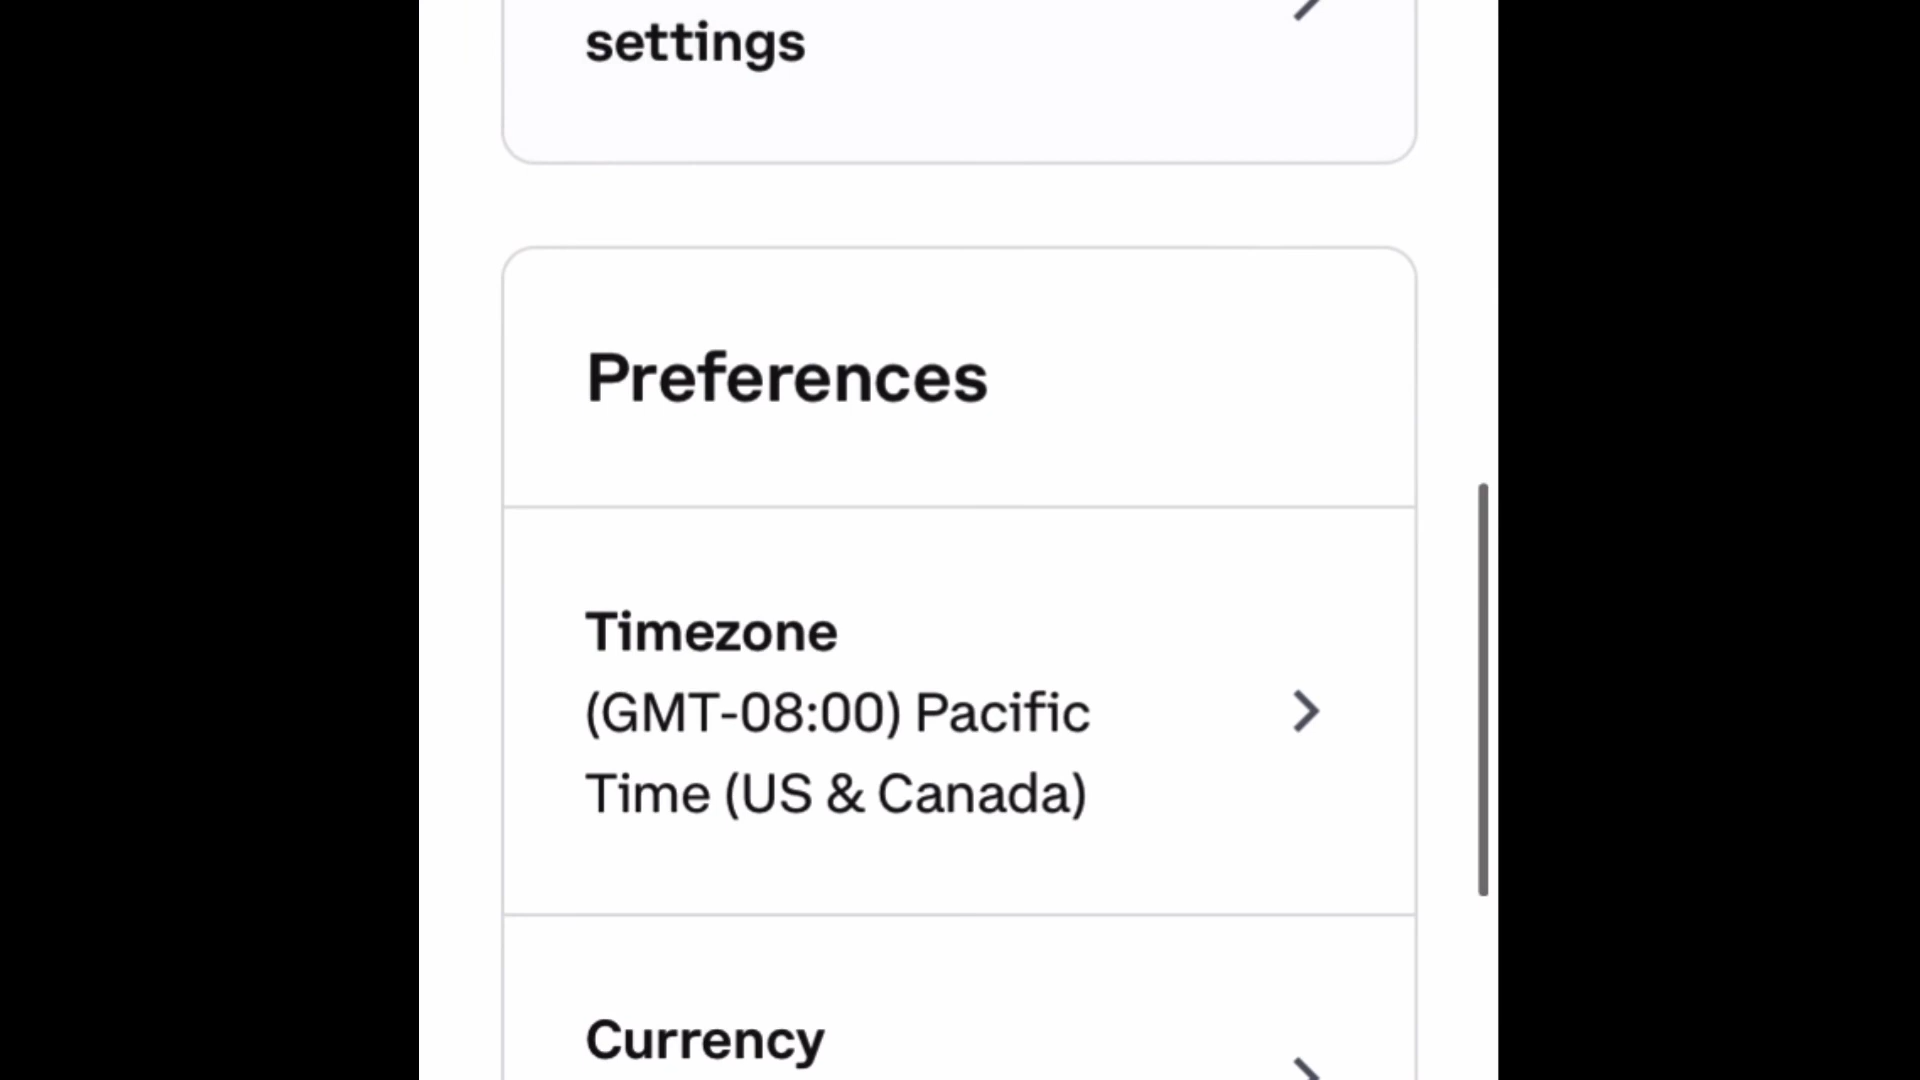 settings
Preferences
Timezone
(GMT-08:00) Pacific
Time (US & Canada)
Currency